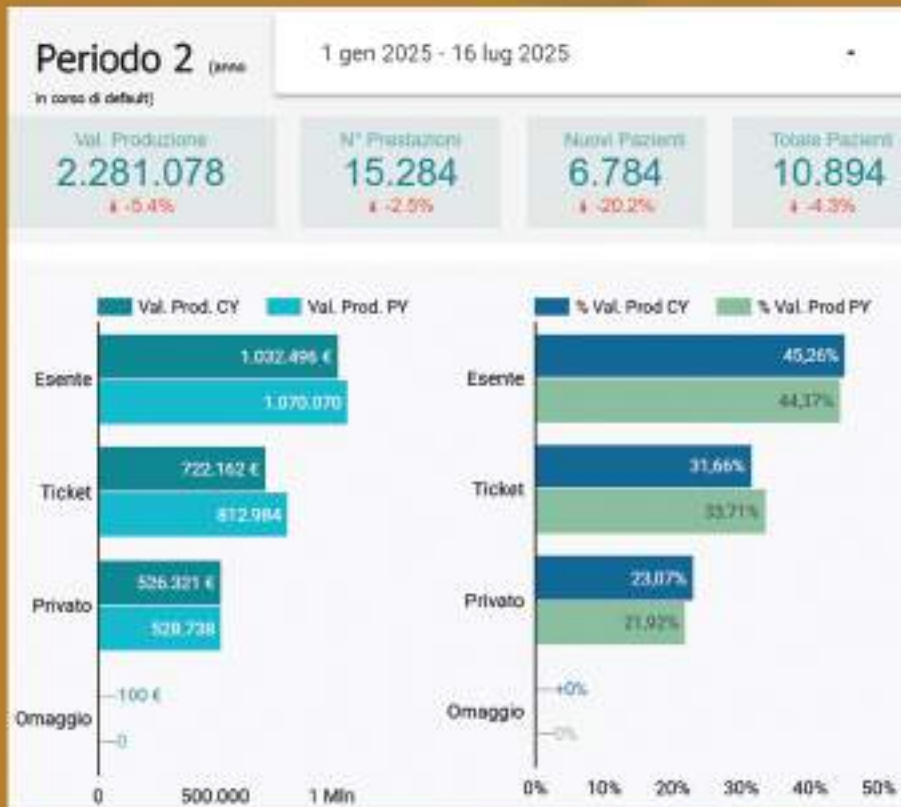 Periodo 2 (anno
in corso di default)
1 gen 2025 - 16 lug 2025
Val. Produzione
2.281.078
-5.4%
N° Prestazioni
15.284
-2.5%
Nuovi Pazienti
6.784
-20.2%
Totale Pazienti
10.894
-4.3%
Val. Prod. CY
Val. Prod. PY
Esente
1.032.496 €
1.070.070
Ticket
722.162 €
812.984
Privato
526.321 €
528.738
Omaggio
100 €
0
0
500.000
1 Mln
% Val. Prod CY
% Val. Prod PY
Esente
45,26%
44,37%
Ticket
31,66%
33,71%
Privato
23,07%
21,92%
Omaggio
+0%
0%
0%
10%
20%
30%
40%
50%